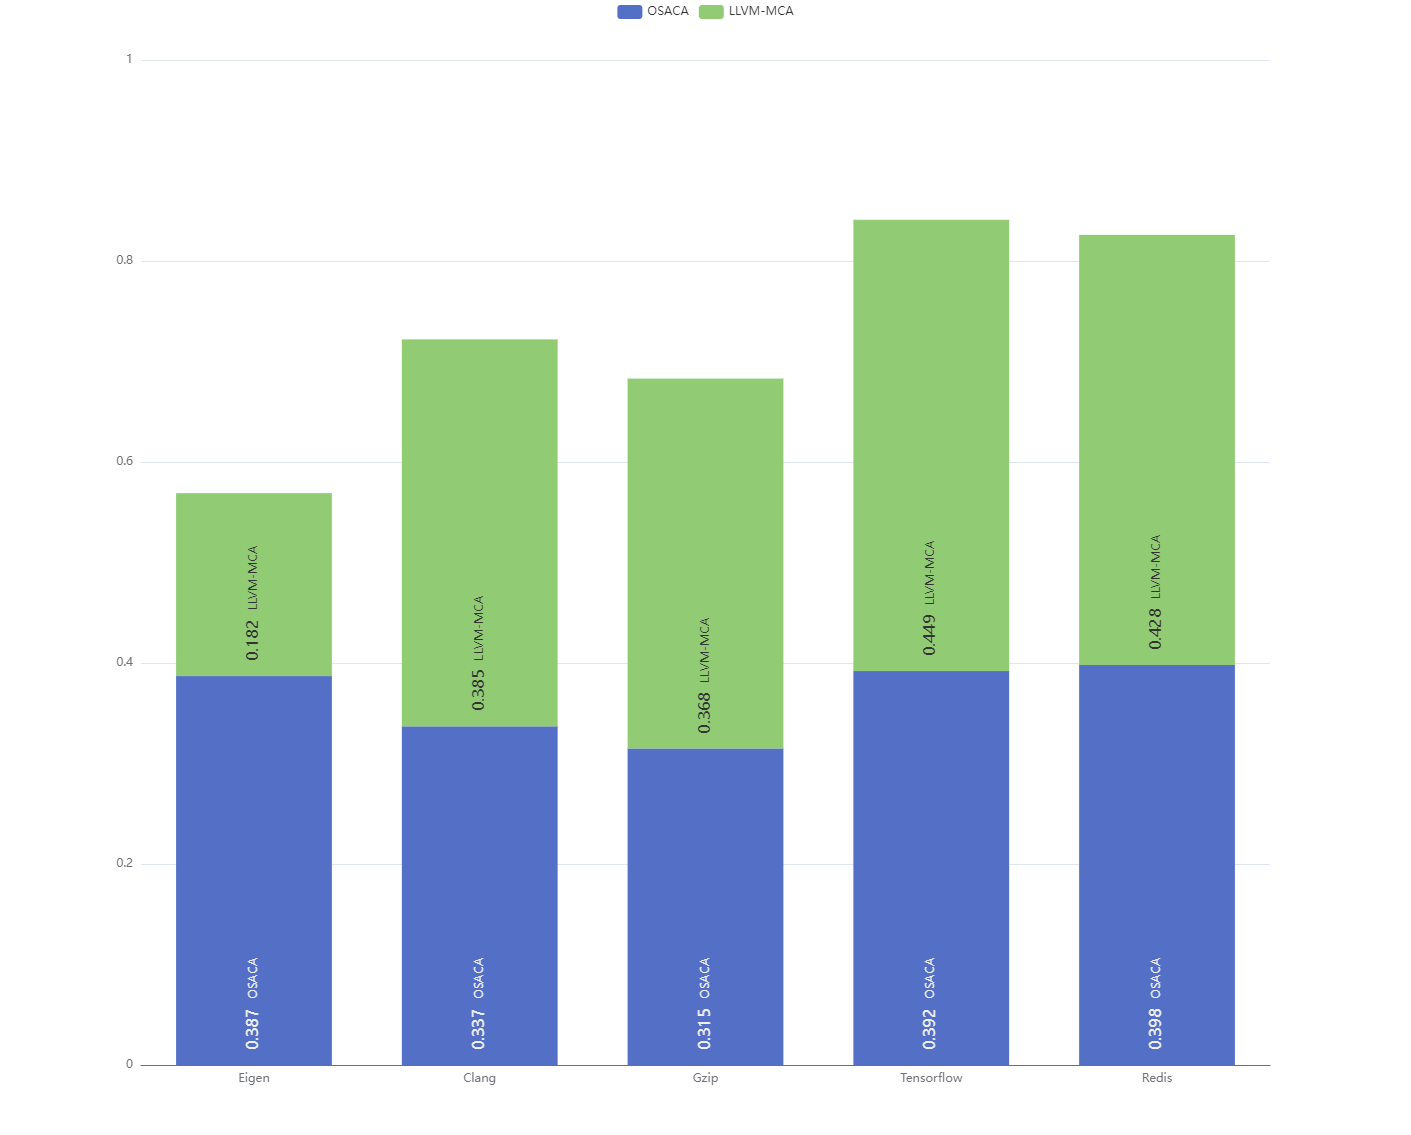 OSACA LLVM-MCA
1
0.8
0.6
0.4
0.2
0
0.182 LLVM-MCA
0.385 LLVM-MCA
0.368 LLVM-MCA
0.449 LLVM-MCA
0.428 LLVM-MCA
0.387 OSACA
0.337 OSACA
0.315 OSACA
0.392 OSACA
0.398 OSACA
Eigen Clang Gzip Tensorflow Redis